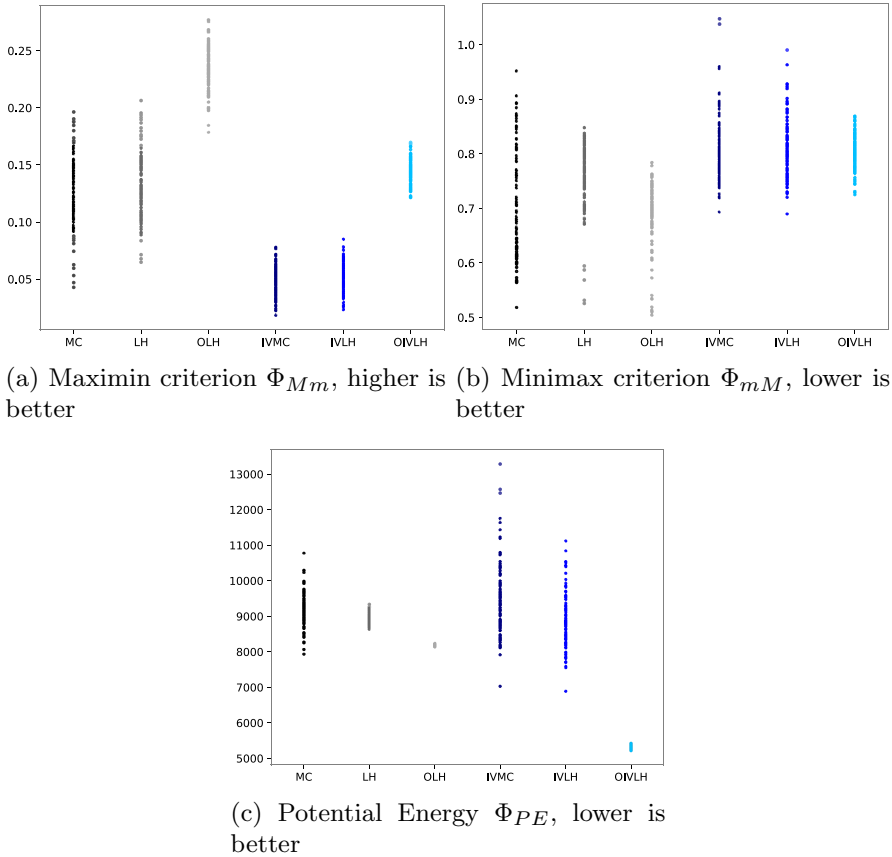 0.25
0.20
0.15
0.10
0.05
MC LH OLH IVMC IVLH OIVLH
1.0
0.9
0.8
0.7
0.6
0.5
MC LH OLH IVMC IVLH OIVLH
(a) Maximin criterion Φ_{Mm}, higher is
better
(b) Minimax criterion Φ_{mM}, lower is
better
13000
12000
11000
10000
9000
8000
7000
6000
5000
MC LH OLH IVMC IVLH OIVLH
(c) Potential Energy Φ_{PE}, lower is
better